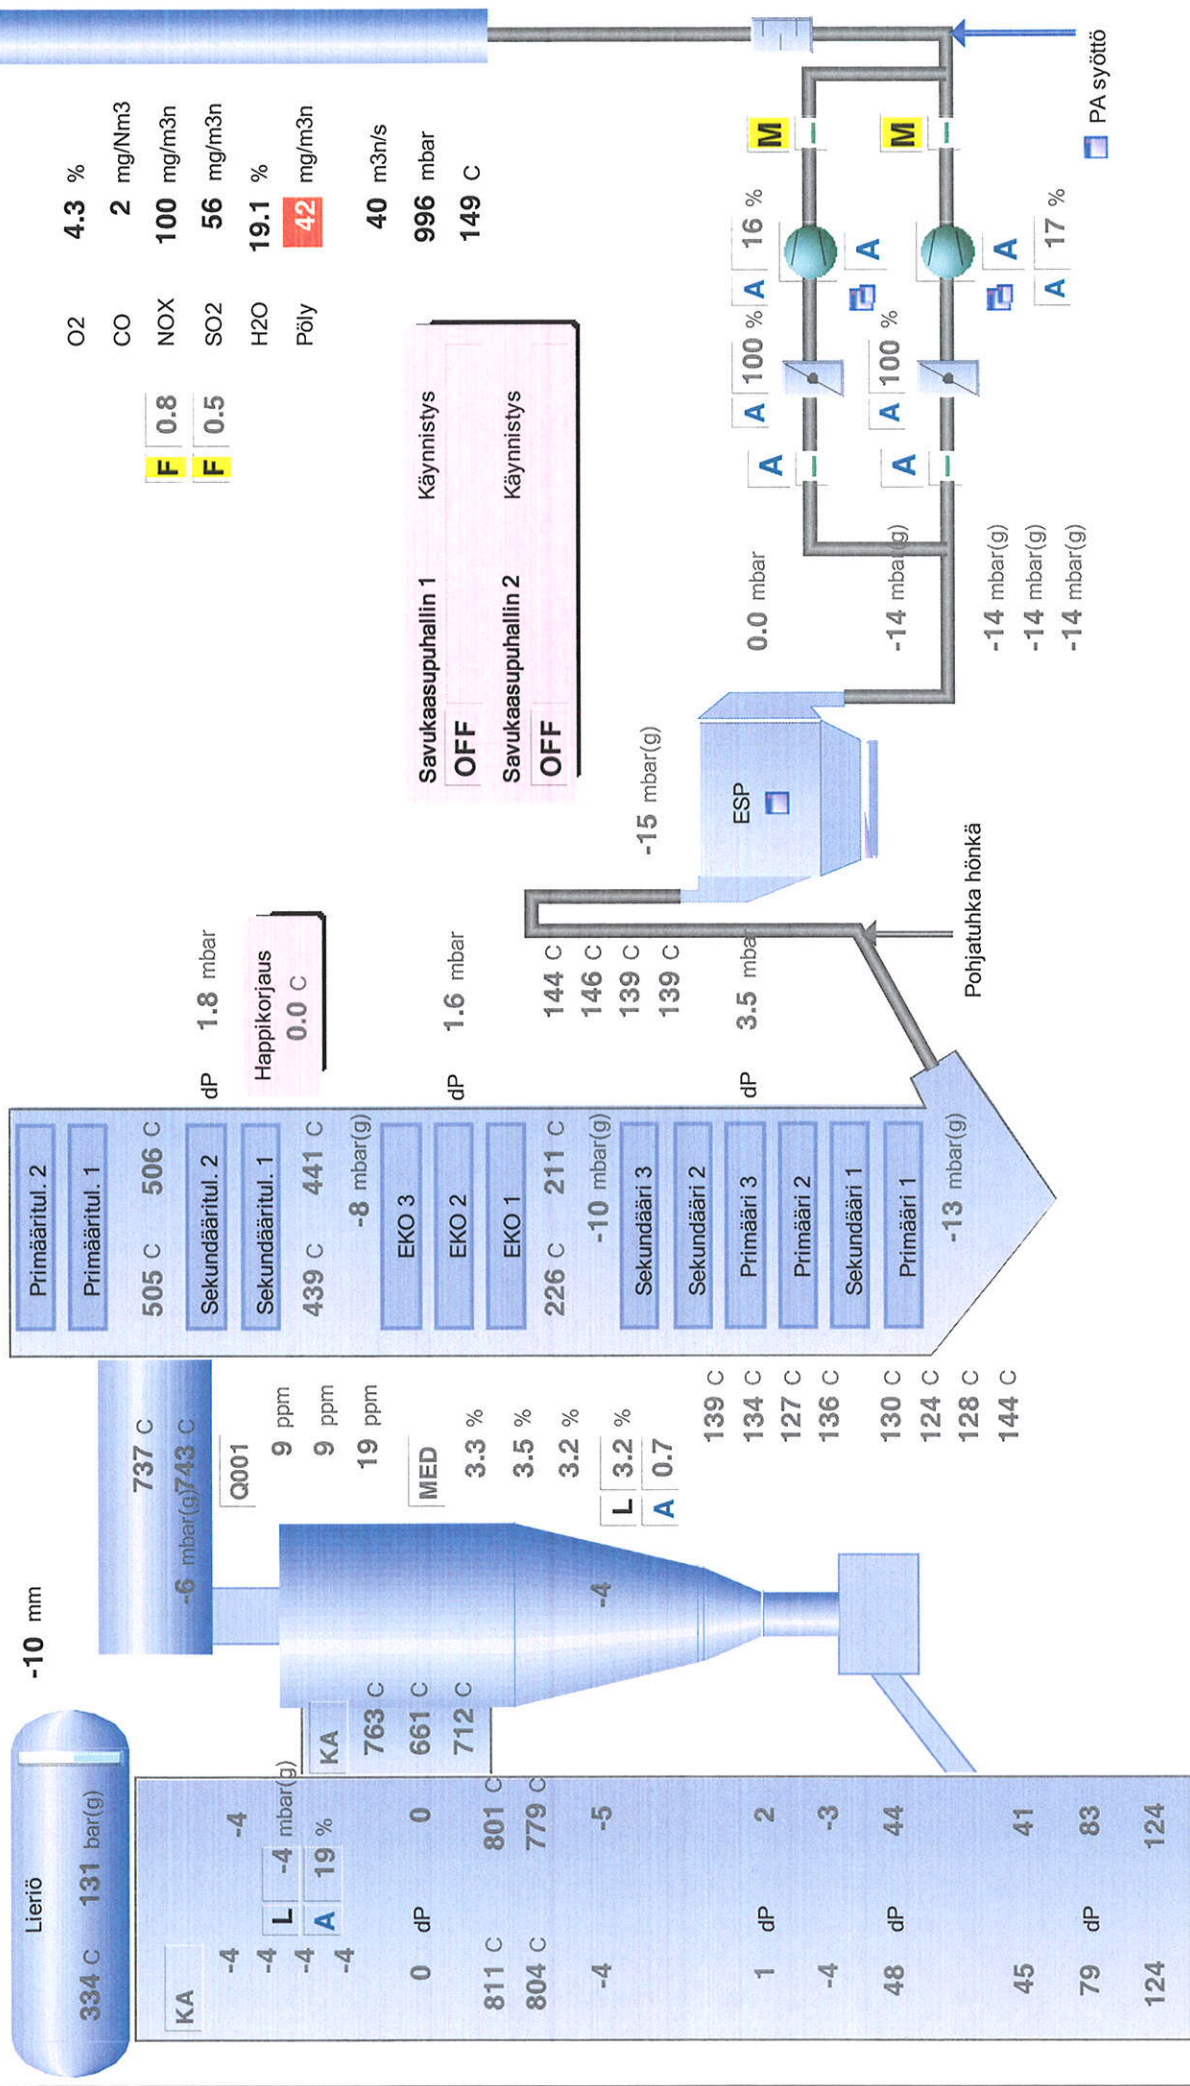 Lieriö
334 C 131 bar(g)
-10 mm
KA
-4 -4
-4
L -4 mbar(g)
-4
A 19 %
-4
0 dP 0
811 C 801 C
804 C 779 C
-4 -5
1 dP 2
-4 -3
48 dP 44
45 41
79 dP 83
124 124
KA
763 C
661 C
712 C
-4
737 C
-6 mbar(g) 743 C
Q001
9 ppm
9 ppm
19 ppm
MED
3.3 %
3.5 %
3.2 %
L 3.2 %
A 0.7
139 C
134 C
127 C
136 C
130 C
124 C
128 C
144 C
Primääritul. 2
Primääritul. 1
505 C 506 C
Sekundääritul. 2
Sekundääritul. 1
439 C 441 C
-8 mbar(g)
EKO 3
EKO 2
EKO 1
226 C 211 C
-10 mbar(g)
Sekundääri 3
Sekundääri 2
Primääri 3
Primääri 2
Sekundääri 1
Primääri 1
-13 mbar(g)
dP 1.8 mbar
Happikorjaus
0.0 C
dP 1.6 mbar
144 C
146 C
139 C
139 C
dP 3.5 mbar
Pohjatuhka hönkä
-15 mbar(g)
ESP
Savukaasupuhallin 1 Käynnistys
OFF
Savukaasupuhallin 2 Käynnistys
OFF
O2 4.3 %
CO 2 mg/Nm3
F 0.8 NOX 100 mg/m3n
F 0.5 SO2 56 mg/m3n
H2O 19.1 %
Pöly 42 mg/m3n
40 m3n/s
996 mbar
149 C
0.0 mbar
-14 mbar(g)
-14 mbar(g)
-14 mbar(g)
-14 mbar(g)
A 100 % A 16 %
A M
A
A 100 %
A M
A
A 17 %
PA syöttö